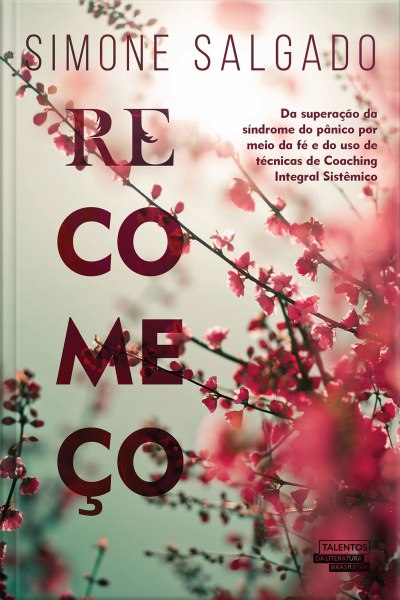 SIMONE SALGADO
RE
CO
ME
ÇO
Da superação da
síndrome do pânico por
meio da fé e do uso de
técnicas de Coaching
Integral Sistêmico
TALENTOS
DA LITERATURA
BRASILEIRA